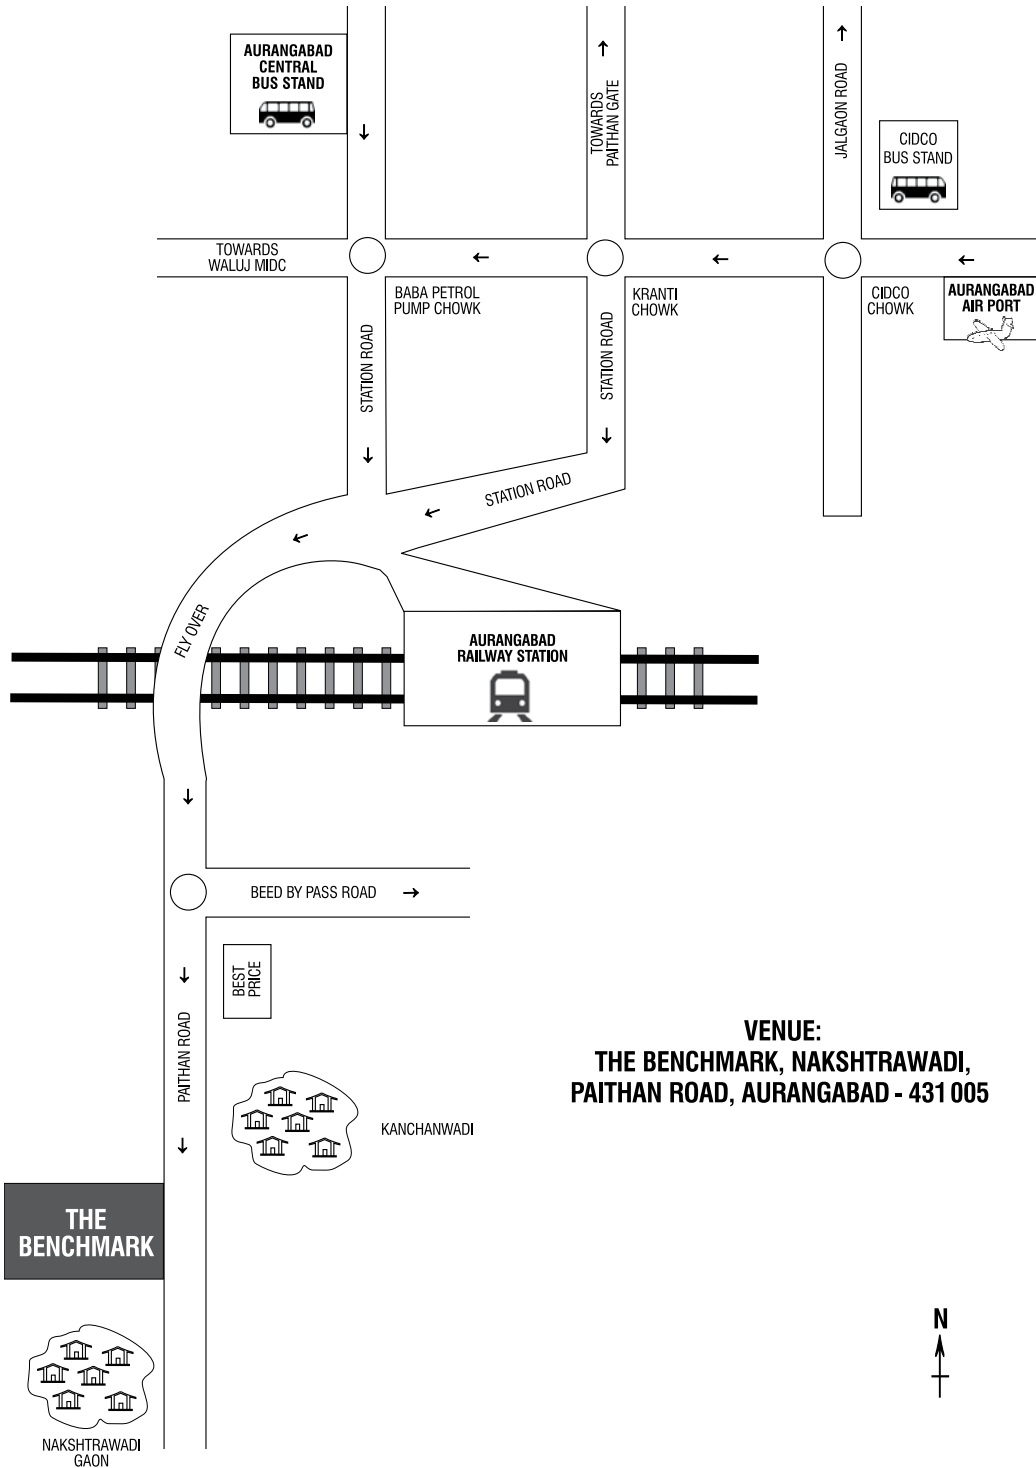 AURANGABAD
CENTRAL
BUS STAND
TOWARDS
PAITHAN GATE
JALGAON ROAD
CIDCO
BUS STAND
TOWARDS
WALUJ MIDC
BABA PETROL
PUMP CHOWK
KRANTI
CHOWK
CIDCO
CHOWK
AURANGABAD
AIR PORT
STATION ROAD
STATION ROAD
STATION ROAD
FLY OVER
AURANGABAD
RAILWAY STATION
BEED BY PASS ROAD
BEST
PRICE
PAITHAN ROAD
VENUE:
THE BENCHMARK, NAKSHTRAWADI,
PAITHAN ROAD, AURANGABAD - 431 005
KANCHANWADI
THE
BENCHMARK
N
NAKSHTRAWADI
GAON